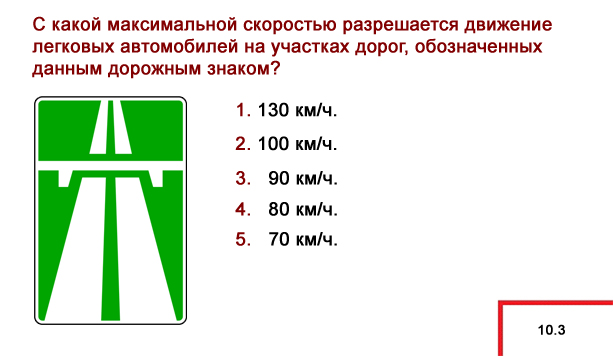 С какой максимальной скоростью разрешается движение
легковых автомобилей на участках дорог, обозначенных
данным дорожным знаком?
1. 130 км/ч.
2. 100 км/ч.
3. 90 км/ч.
4. 80 км/ч.
5. 70 км/ч.
10.3